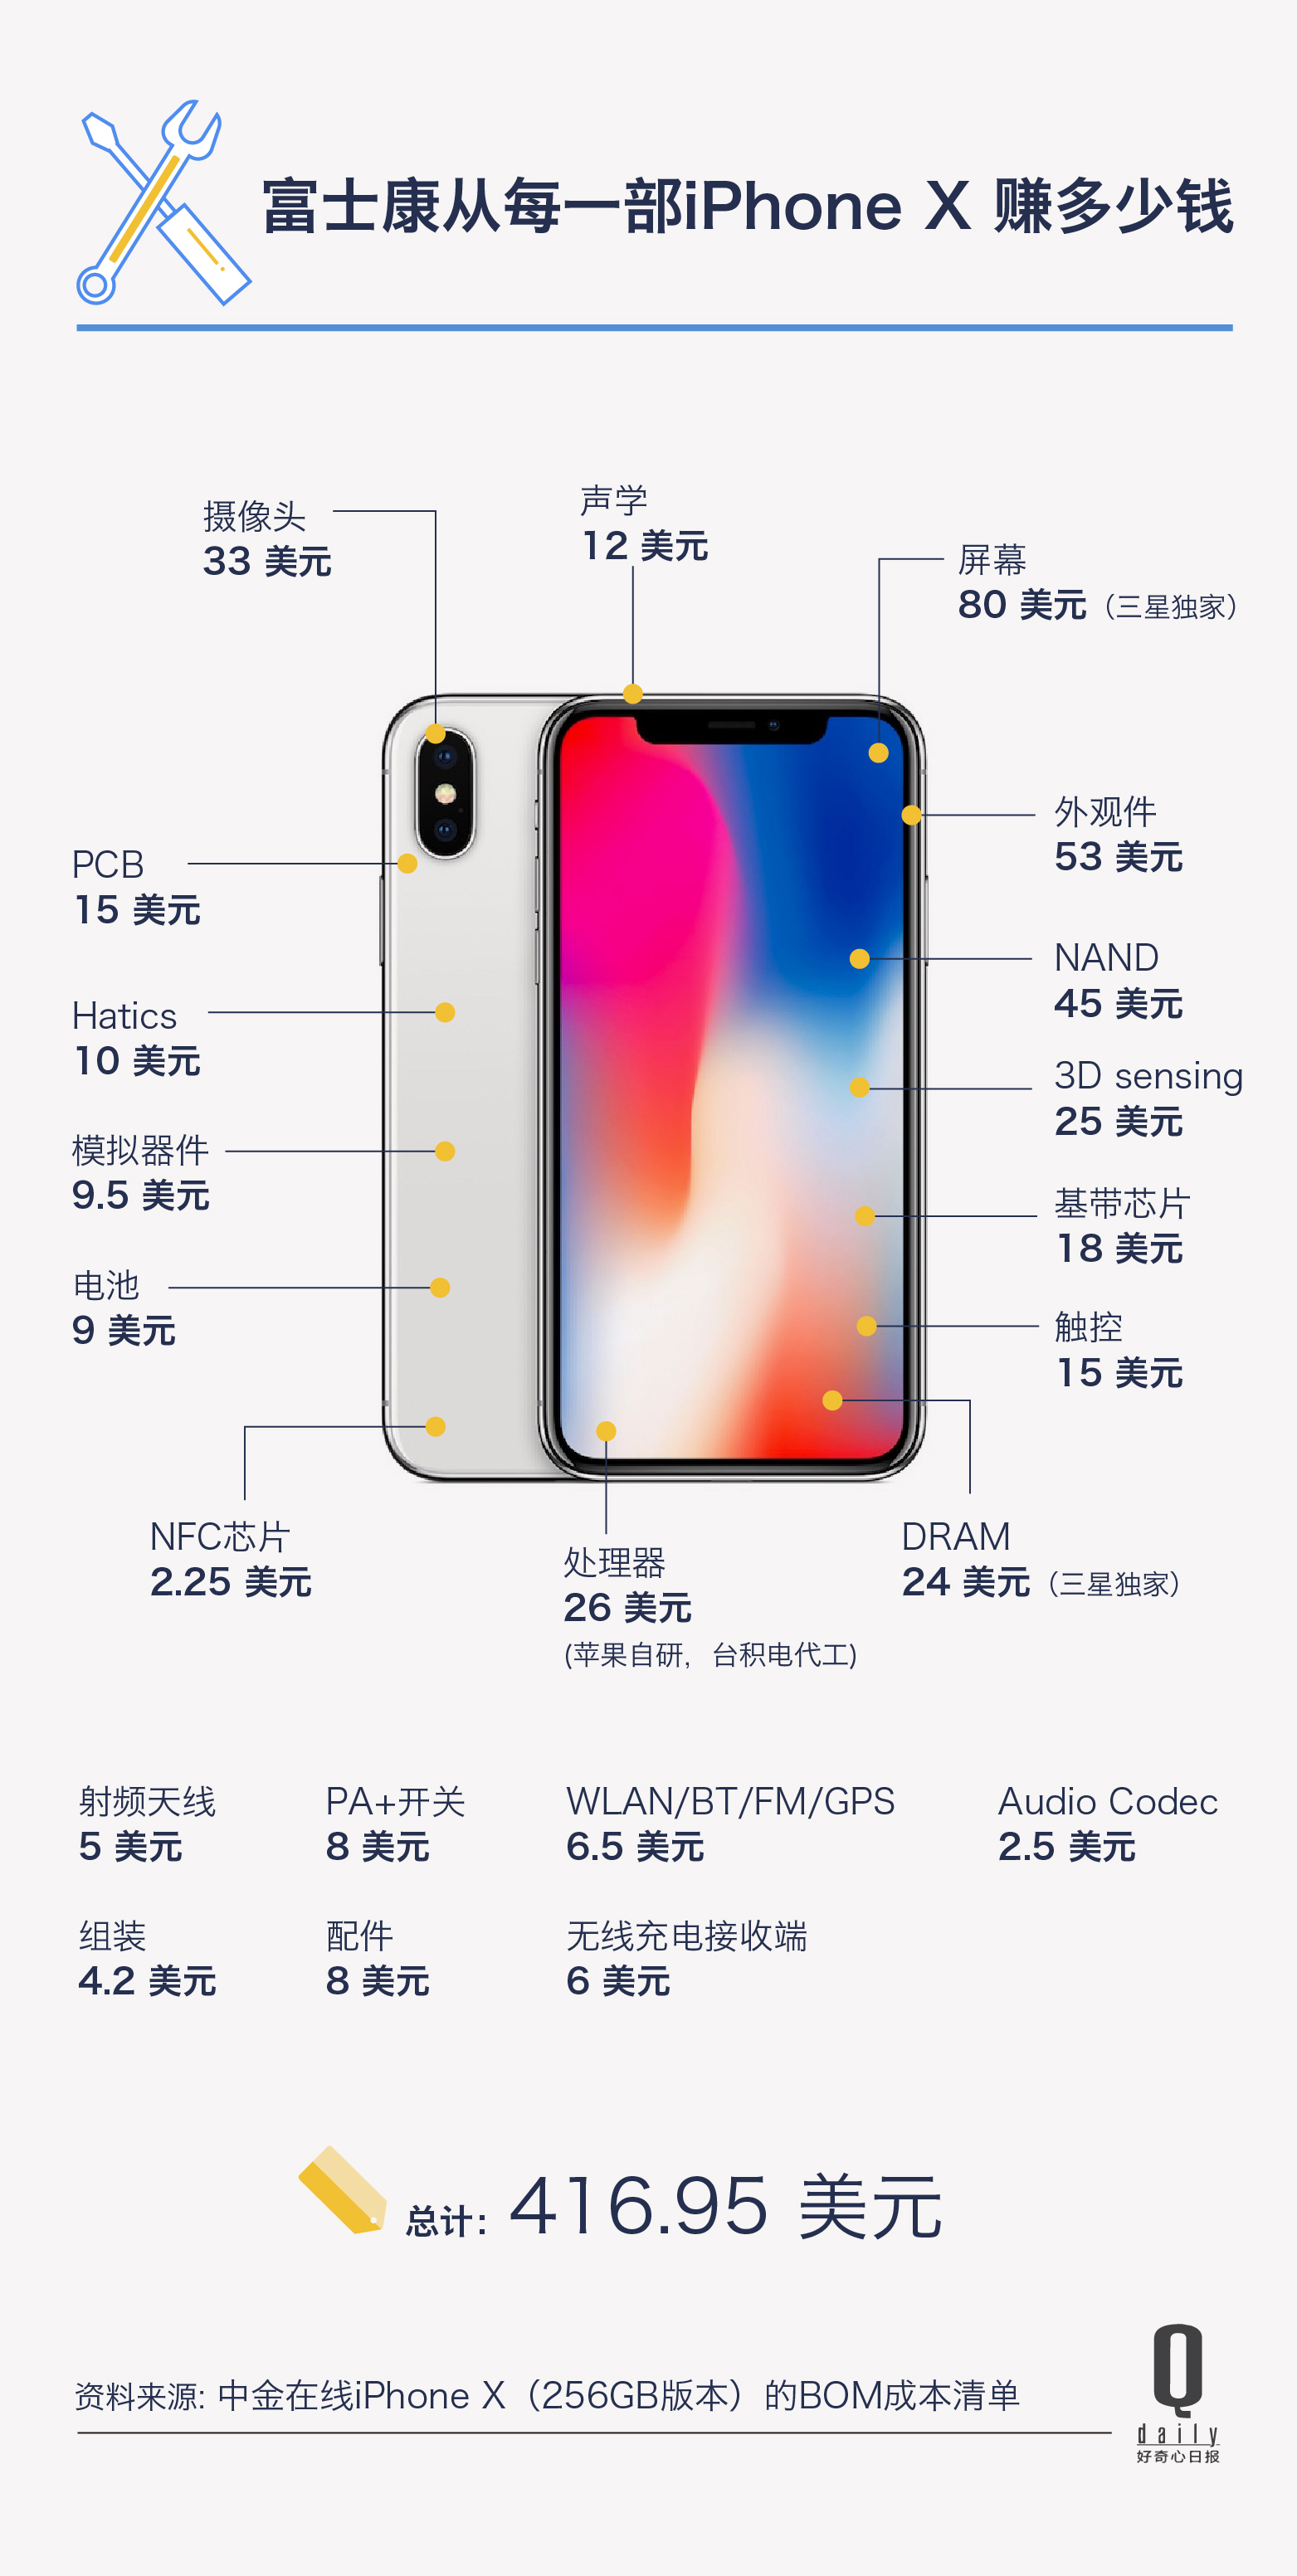 富士康从每一部iPhone X 赚多少钱
摄像头
33 美元
声学
12 美元
屏幕
80 美元（三星独家）
外观件
53 美元
PCB
15 美元
NAND
45 美元
Hatics
10 美元
3D sensing
25 美元
模拟器件
9.5 美元
基带芯片
18 美元
电池
9 美元
触控
15 美元
NFC芯片
2.25 美元
处理器
26 美元
(苹果自研，台积电代工)
DRAM
24 美元（三星独家）
射频天线
5 美元
PA+开关
8 美元
WLAN/BT/FM/GPS
6.5 美元
Audio Codec
2.5 美元
组装
4.2 美元
配件
8 美元
无线充电接收端
6 美元
总计：416.95 美元
资料来源: 中金在线iPhone X（256GB版本）的BOM成本清单
Q
daily
好奇心日报